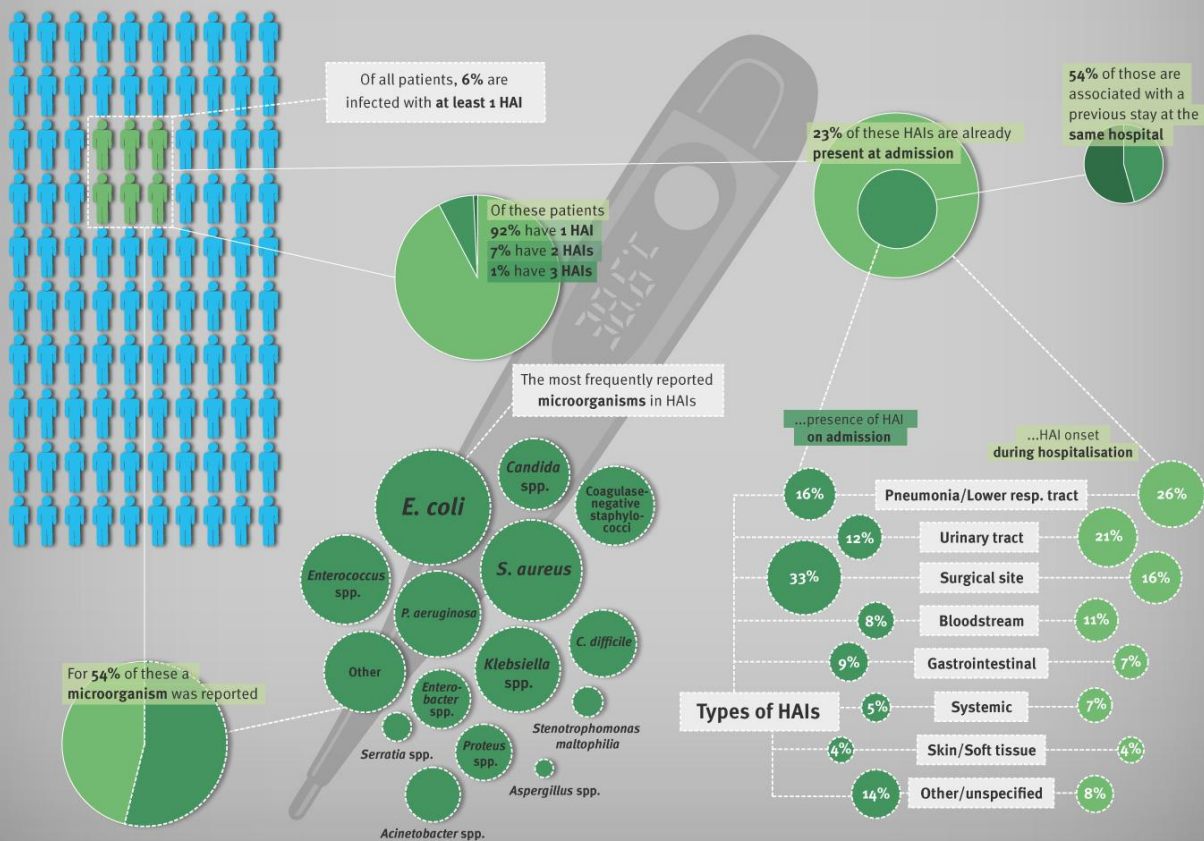 Of all patients, 6% are
infected with at least 1 HAI
23% of these HAIs are already
present at admission
54% of those are
associated with a
previous stay at the
same hospital
Of these patients
92% have 1 HAI
7% have 2 HAIs
1% have 3 HAIs
The most frequently reported
microorganisms in HAIs
E. coli
Candida
spp.
Coagulase-
negative
staphylo-
cocci
Enterococcus
spp.
S. aureus
P. aeruginosa
Other
Klebsiella
spp.
C. difficile
Entero-
bacter
spp.
Stenotrophomonas
maltophilia
Serratia spp.
Proteus
spp.
Aspergillus spp.
Acinetobacter spp.
For 54% of these a
microorganism was reported
...presence of HAI
on admission
...HAI onset
during hospitalisation
16% Pneumonia/Lower resp. tract 26%
12% Urinary tract 21%
33% Surgical site 16%
8% Bloodstream 11%
9% Gastrointestinal 7%
Types of HAIs
5% Systemic 7%
4% Skin/Soft tissue 4%
14% Other/unspecified 8%